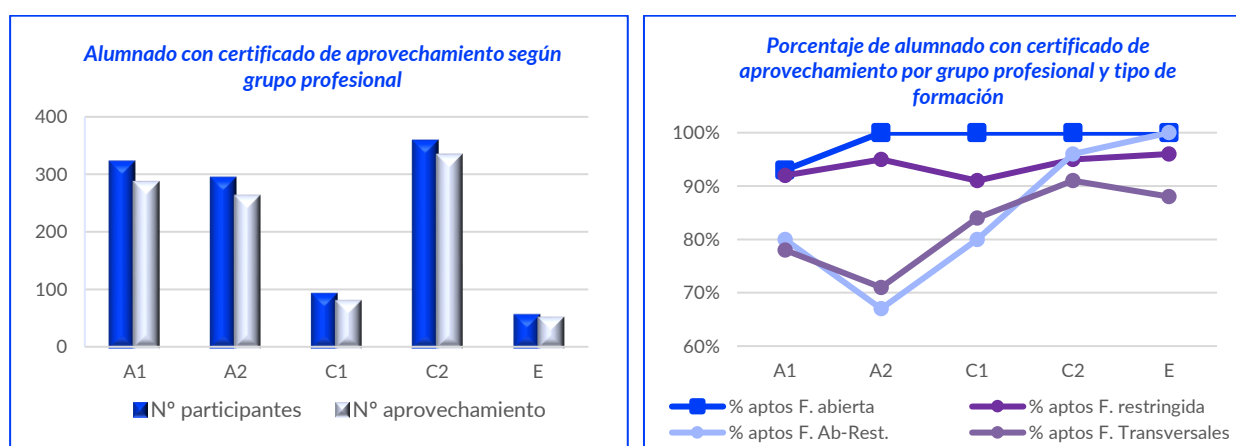 Alumnado con certificado de aprovechamiento según
grupo profesional
400
300
200
100
0
A1 A2 C1 C2 E
Nº participantes Nº aprovechamiento
Porcentaje de alumnado con certificado de
aprovechamiento por grupo profesional y tipo de
formación
100%
90%
80%
70%
60%
A1 A2 C1 C2 E
% aptos F. abierta % aptos F. restringida
% aptos F. Ab-Rest. % aptos F. Transversales